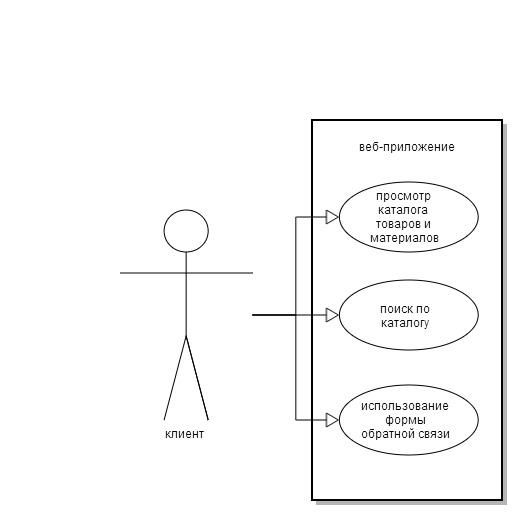 веб-приложение
просмотр
каталога
товаров и
материалов
поиск по
каталогу
использование
формы
обратной связи
клиент